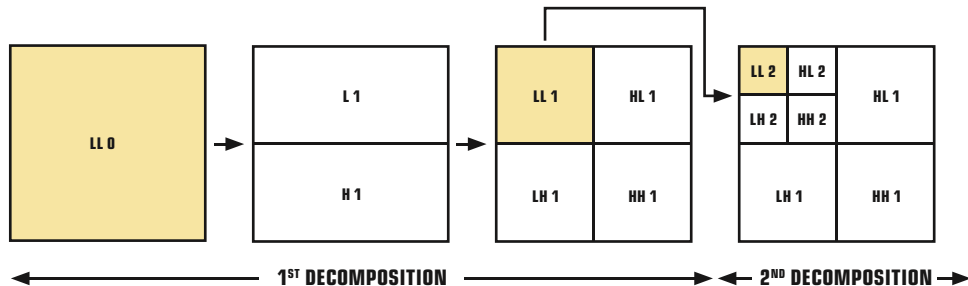 LL 0
L 1
H 1
LL 1 HL 1
LH 1 HH 1
LL 2 HL 2
LH 2 HH 2
HL 1
LH 1 HH 1
1ST DECOMPOSITION
2ND DECOMPOSITION